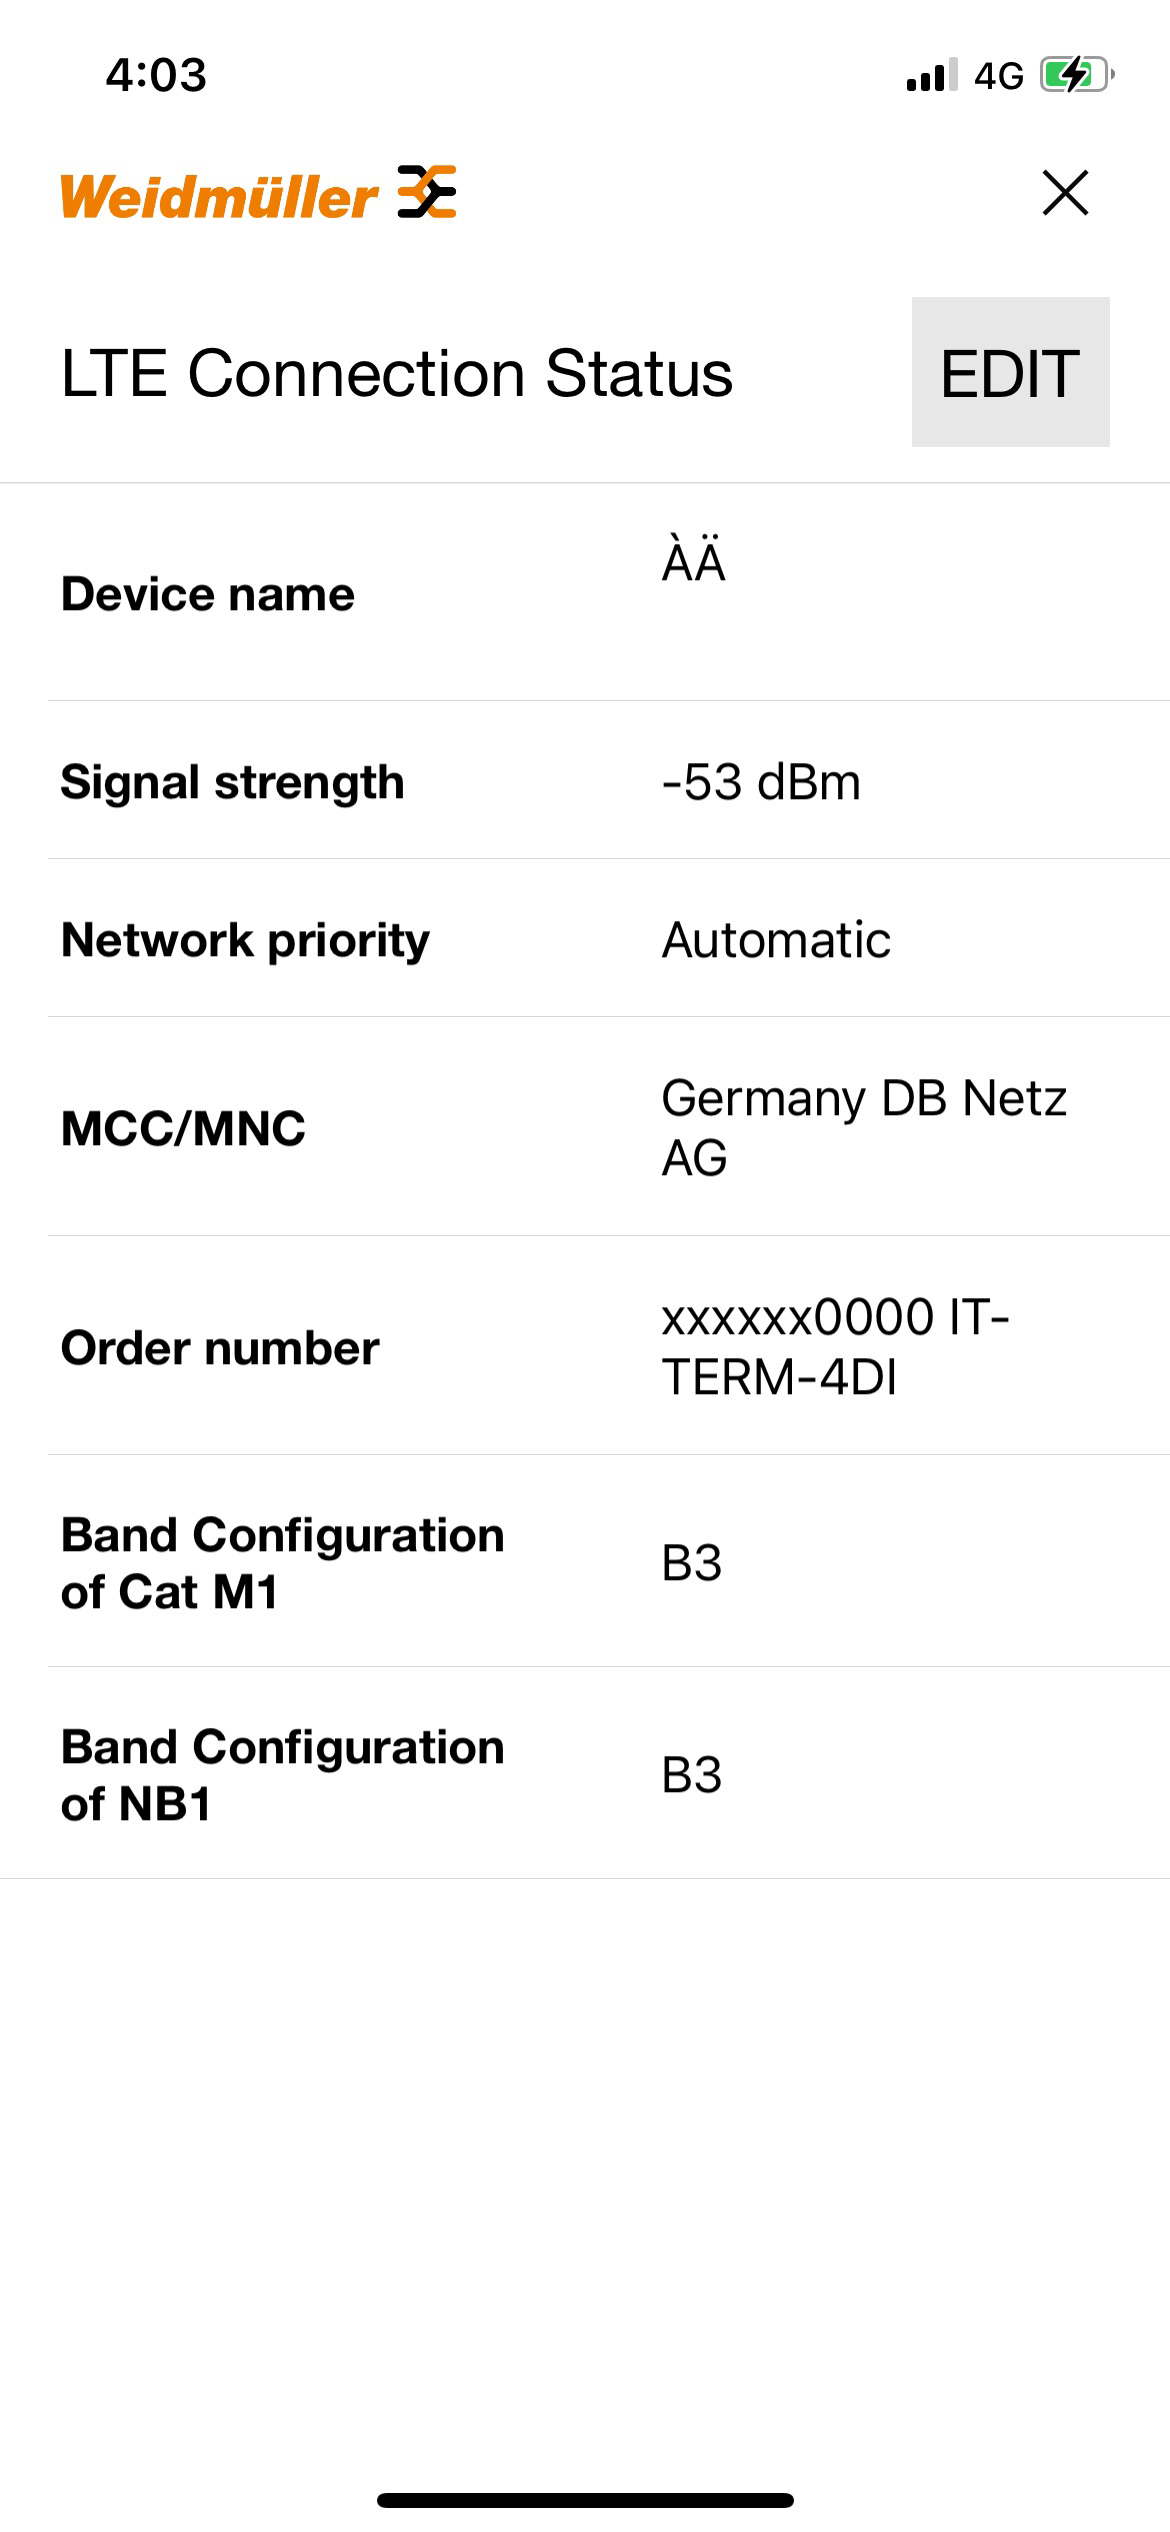 4:03
4G
Weidmüller
LTE Connection Status
EDIT
Device name
ÀÄ
Signal strength
-53 dBm
Network priority
Automatic
MCC/MNC
Germany DB Netz
AG
Order number
xxxxxx0000 IT-
TERM-4DI
Band Configuration
of Cat M1
B3
Band Configuration
of NB1
B3